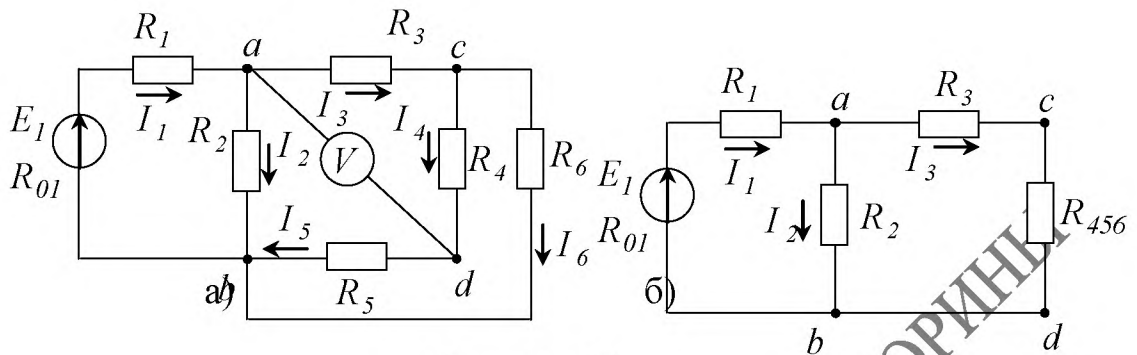 R1
a
R3
c
E1
R01
I1
R2
I2
I3
V
I4
R4
R6
I5
I6
а)
b
R5
d
R1
a
R3
c
E1
R01
I1
I3
I2
R2
R456
б)
b
d